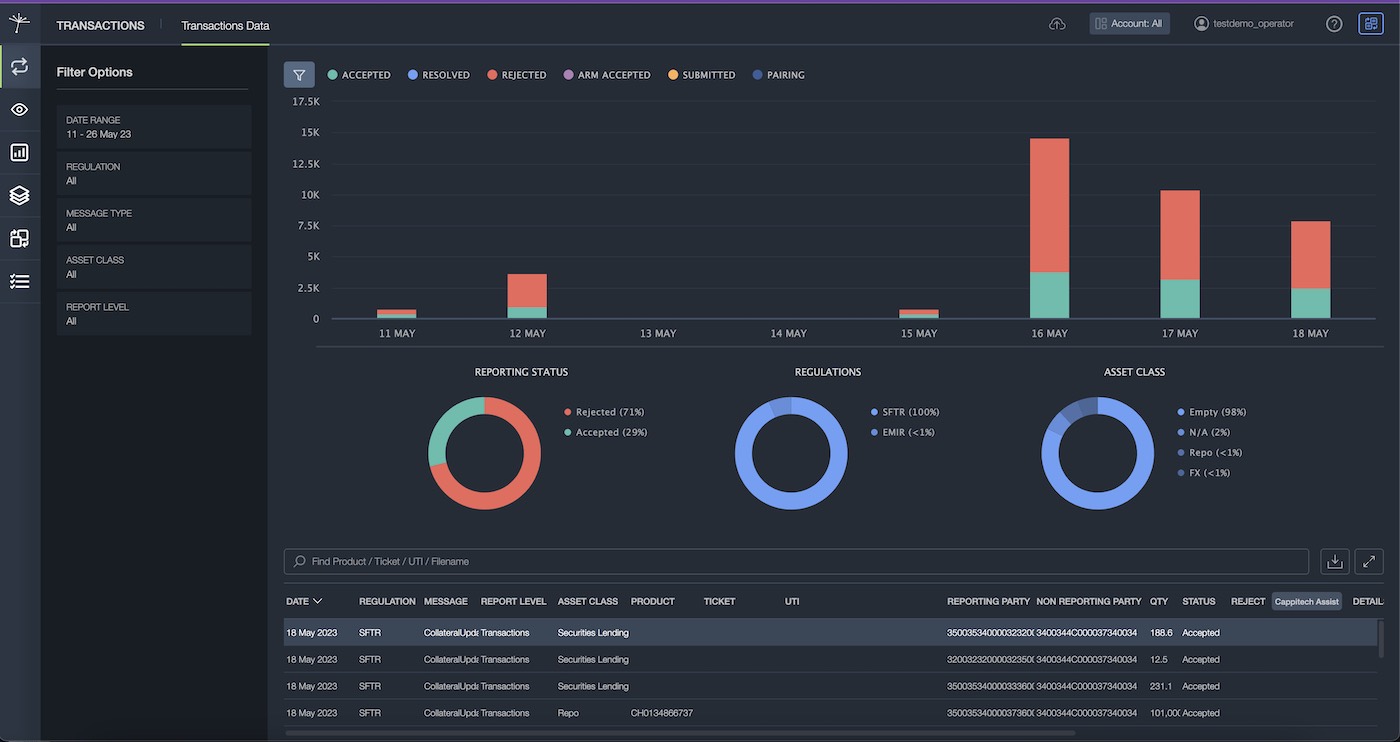 TRANSACTIONS
Transactions Data
Account: All
testdemo_operator
?
Filter Options
DATE RANGE
11 - 26 May 23
REGULATION
All
MESSAGE TYPE
All
ASSET CLASS
All
REPORT LEVEL
All
ACCEPTED RESOLVED REJECTED ARM ACCEPTED SUBMITTED PAIRING
17.5K
15K
12.5K
10K
7.5K
5K
2.5K
0
11 MAY 12 MAY 13 MAY 14 MAY 15 MAY 16 MAY 17 MAY 18 MAY
REPORTING STATUS
Rejected (71%)
Accepted (29%)
REGULATIONS
SFTR (100%)
EMIR (<1%)
ASSET CLASS
Empty (98%)
N/A (2%)
Repo (<1%)
FX (<1%)
Find Product / Ticket / UTI / Filename
DATE REGULATION MESSAGE REPORT LEVEL ASSET CLASS PRODUCT TICKET UTI REPORTING PARTY NON REPORTING PARTY QTY STATUS REJECT Cappitech Assist DETAIL
18 May 2023 SFTR CollateralUpda Transactions Securities Lending 35003534000032320( 3400344C000037340034 188.6 Accepted
18 May 2023 SFTR CollateralUpda Transactions Securities Lending 32003232000032350( 3400344C000037340034 12.5 Accepted
18 May 2023 SFTR CollateralUpda Transactions Securities Lending 3500353400003360( 3400344C000037340034 231.1 Accepted
18 May 2023 SFTR CollateralUpda Transactions Repo CH0134866737 35003534000037360( 3400344C000037340034 101,00 Accepted